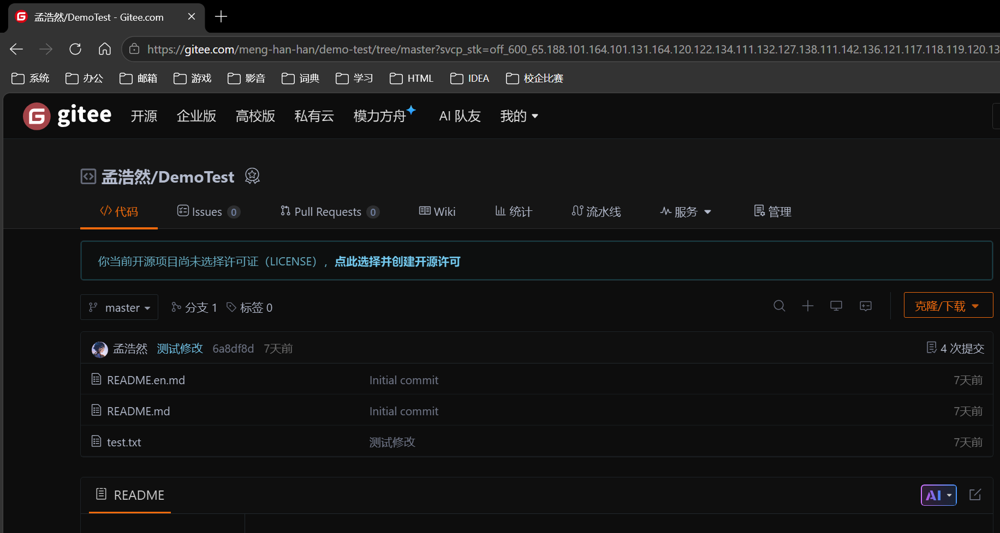 孟浩然/DemoTest - Gitee.com
https://gitee.com/meng-han-han/demo-test/tree/master?svcp_stk=off_600_65.188.101.164.101.131.164.120.122.134.111.132.127.138.111.142.136.121.117.118.119.120.13
系统 办公 邮箱 游戏 影音 词典 学习 HTML IDEA 校企比赛
gitee 开源 企业版 高校版 私有云 模力方舟 AI 队友 我的
孟浩然/DemoTest
代码 Issues 0 Pull Requests 0 Wiki 统计 流水线 服务 管理
你当前开源项目尚未选择许可证（LICENSE），点此选择并创建开源许可
master 分支 1 标签 0 克隆/下载
孟浩然 测试修改 6a8df8d 7天前 4 次提交
README.en.md Initial commit 7天前
README.md Initial commit 7天前
test.txt 测试修改 7天前
README AI